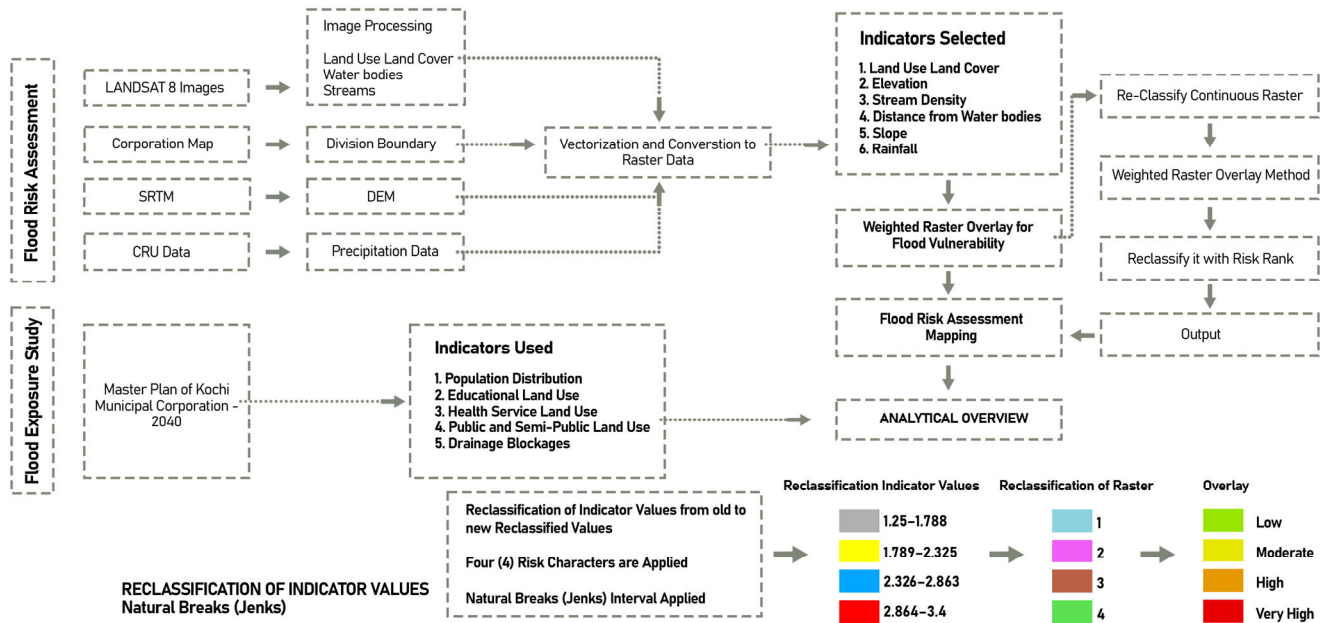 Flood Risk Assessment
LANDSAT 8 Images
Corporation Map
SRTM
CRU Data
Image Processing
Land Use Land Cover
Water bodies
Streams
Division Boundary
DEM
Precipitation Data
Vectorization and Converstion to
Raster Data
Indicators Selected
1. Land Use Land Cover
2. Elevation
3. Stream Density
4. Distance from Water bodies
5. Slope
6. Rainfall
Weighted Raster Overlay for
Flood Vulnerability
Flood Risk Assessment
Mapping
Re-Classify Continuous Raster
Weighted Raster Overlay Method
Reclassify it with Risk Rank
Output
Flood Exposure Study
Master Plan of Kochi
Municipal Corporation -
2040
Indicators Used
1. Population Distribution
2. Educational Land Use
3. Health Service Land Use
4. Public and Semi-Public Land Use
5. Drainage Blockages
ANALYTICAL OVERVIEW
RECLASSIFICATION OF INDICATOR VALUES
Natural Breaks (Jenks)
Reclassification of Indicator Values from old to
new Reclassified Values
Four (4) Risk Characters are Applied
Natural Breaks (Jenks) Interval Applied
Reclassification Indicator Values
1.25–1.788
1.789–2.325
2.326–2.863
2.864–3.4
Reclassification of Raster
1
2
3
4
Overlay
Low
Moderate
High
Very High